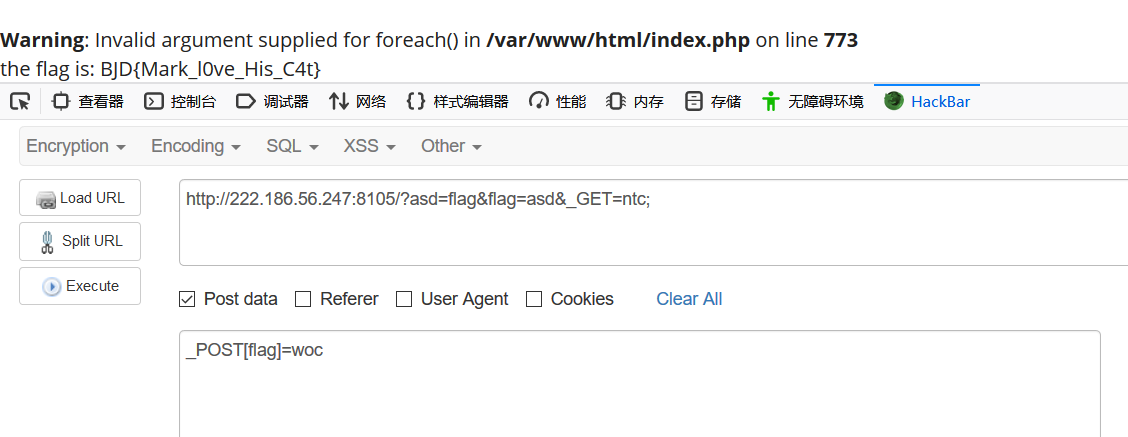 Warning: Invalid argument supplied for foreach() in /var/www/html/index.php on line 773
the flag is: BJD{Mark_l0ve_His_C4t}
查看器 控制台 调试器 网络 样式编辑器 性能 内存 存储 无障碍环境 HackBar
Encryption Encoding SQL XSS Other
Load URL http://222.186.56.247:8105/?asd=flag&flag=asd&_GET=ntc;
Split URL
Execute
Post data Referer User Agent Cookies Clear All
_POST[flag]=woc